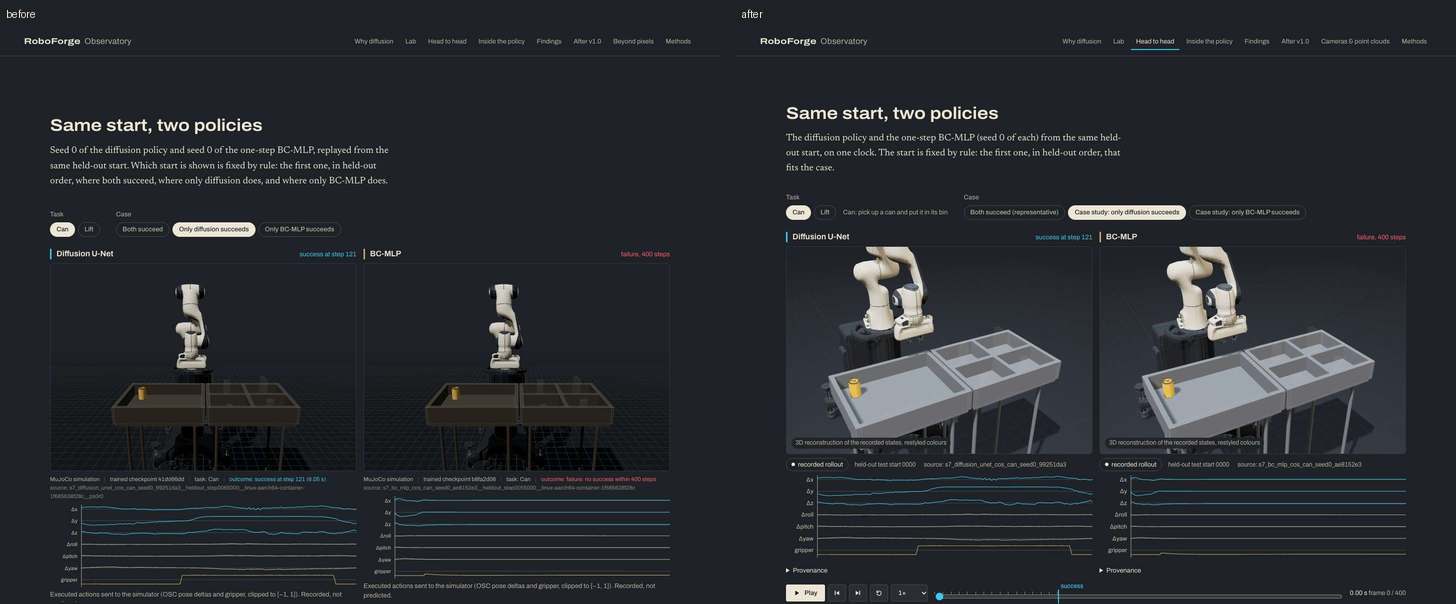 before
RoboForge Observatory
Why diffusion Lab Head to head Inside the policy Findings After v1.0 Beyond pixels Methods
Same start, two policies
Seed 0 of the diffusion policy and seed 0 of the one-step BC-MLP, replayed from the
same held-out start. Which start is shown is fixed by rule: the first one, in held-out
order, where both succeed, where only diffusion does, and where only BC-MLP does.
Task Case
Can Lift Both succeed Only diffusion succeeds Only BC-MLP succeeds
Diffusion U-Net success at step 121
BC-MLP failure, 400 steps
MuJoCo simulation trained checkpoint 41dd66dd task: Can outcome: success at step 121 (6.05 s)
MuJoCo simulation task: Can outcome: failure: no success within 400 steps
Δx
Δy
Δz
Δroll
Δpitch
Δyaw
gripper
Executed actions sent to the simulator (OSC pose deltas and gripper, clipped to [−1, 1]). Recorded, not
Δx
Δy
Δz
Δroll
Δpitch
Δyaw
gripper
Executed actions sent to the simulator (OSC pose deltas and gripper, clipped to [−1, 1]). Recorded, not
predicted.
after
RoboForge Observatory
Why diffusion Lab Head to head Inside the policy Findings After v1.0 Cameras & point clouds Methods
Same start, two policies
The diffusion policy and the one-step BC-MLP (seed 0 of each) from the same held-
out start, on one clock. The start is fixed by rule: the first one, in held-out order, that
fits the case.
Task Case
Can Lift Can: pick up a can and put it in its bin Both succeed (representative) Case study: only diffusion succeeds Case study: only BC-MLP succeeds
Diffusion U-Net success at step 121
BC-MLP failure, 400 steps
3D reconstruction of the recorded states, restyled colours
3D reconstruction of the recorded states, restyled colours
recorded rollout held-out test start 0000 source: s7_diffusion_unet_cos_can_seed0_99251da3
recorded rollout held-out test start 0000 source: s7_bc_mlp_cos_can_seed0_ae8152e3
Δx
Δy
Δz
Δroll
Δpitch
Δyaw
gripper
Δx
Δy
Δz
Δroll
Δpitch
Δyaw
gripper
Provenance
Provenance
success
Play 1× 0.00 s frame 0 / 400